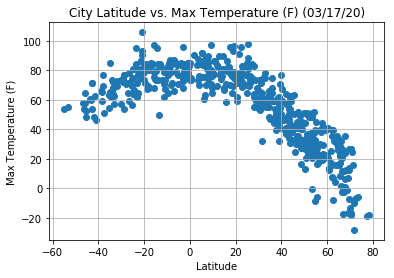 City Latitude vs. Max Temperature (F) (03/17/20)
100
80
60
40
20
0
−20
Max Temperature (F)
−60 −40 −20 0 20 40 60 80
Latitude